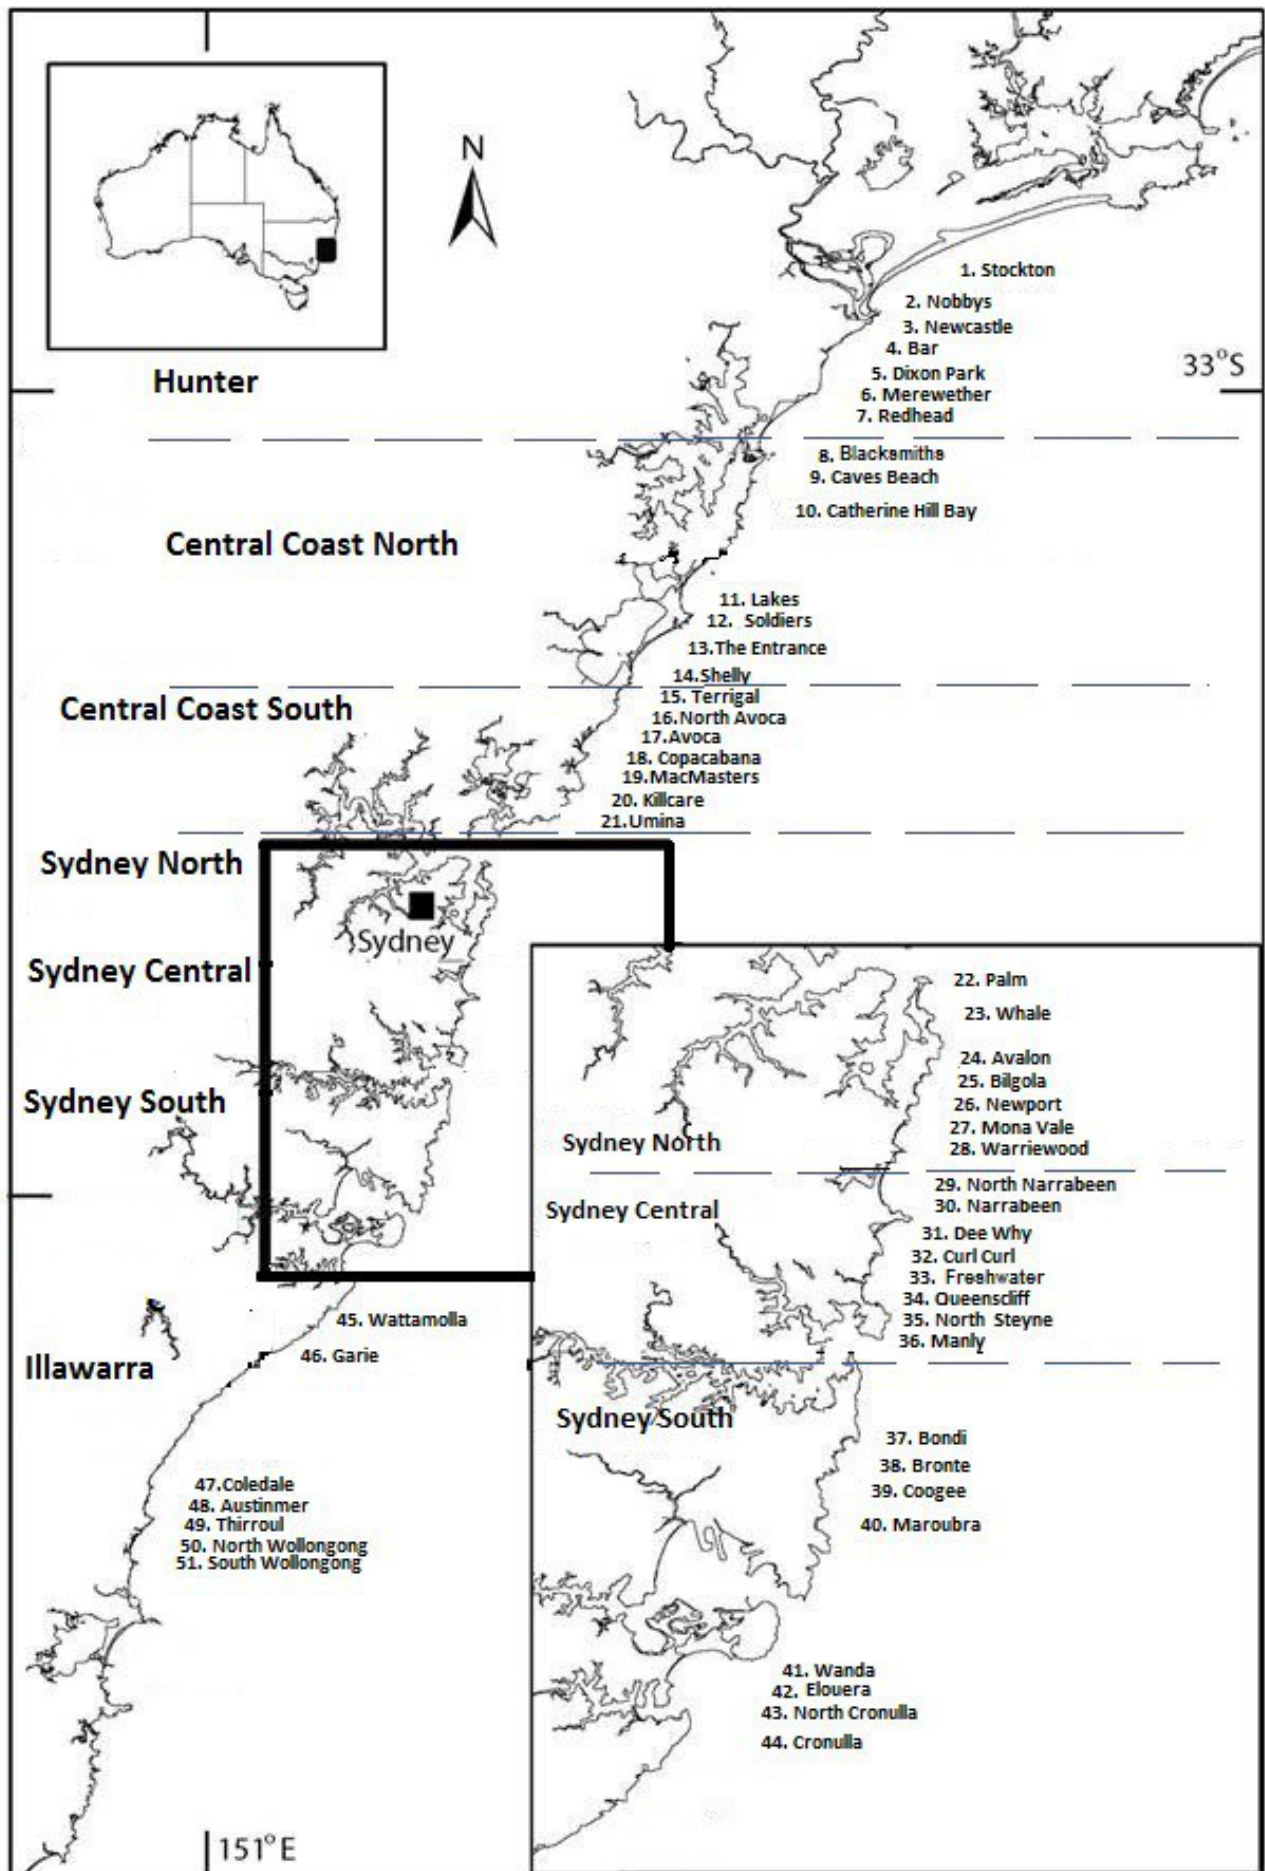 N
1. Stockton
2. Nobbys
3. Newcastle
4. Bar
33°S
5. Dixon Park
Hunter
6. Merewether
7. Redhead
8. Blacksmiths
9. Caves Beach
10. Catherine Hill Bay
Central Coast North
11. Lakes
12. Soldiers
13.The Entrance
14.Shelly
15. Terrigal
Central Coast South
16.North Avoca
17.Avoca
18. Copacabana
19.MacMasters
20. Killcare
21.Umina
Sydney North
Sydney
Sydney Central
Sydney South
22. Palm
23. Whale
24. Avalon
25. Bilgola
26. Newport
27. Mona Vale
Sydney North
28. Warriewood
29. North Narrabeen
30. Narrabeen
Sydney Central
31. Dee Why
32. Curl Curl
33. Freshwater
34. Queenscliff
35. North Steyne
36. Manly
Sydney South
37. Bondi
38. Bronte
39. Coogee
40. Maroubra
41. Wanda
42. Elouera
43. North Cronulla
44. Cronulla
45. Wattamolla
46. Garie
Illawarra
47.Coledale
48. Austinmer
49. Thirroul
50. North Wollongong
51. South Wollongong
151°E